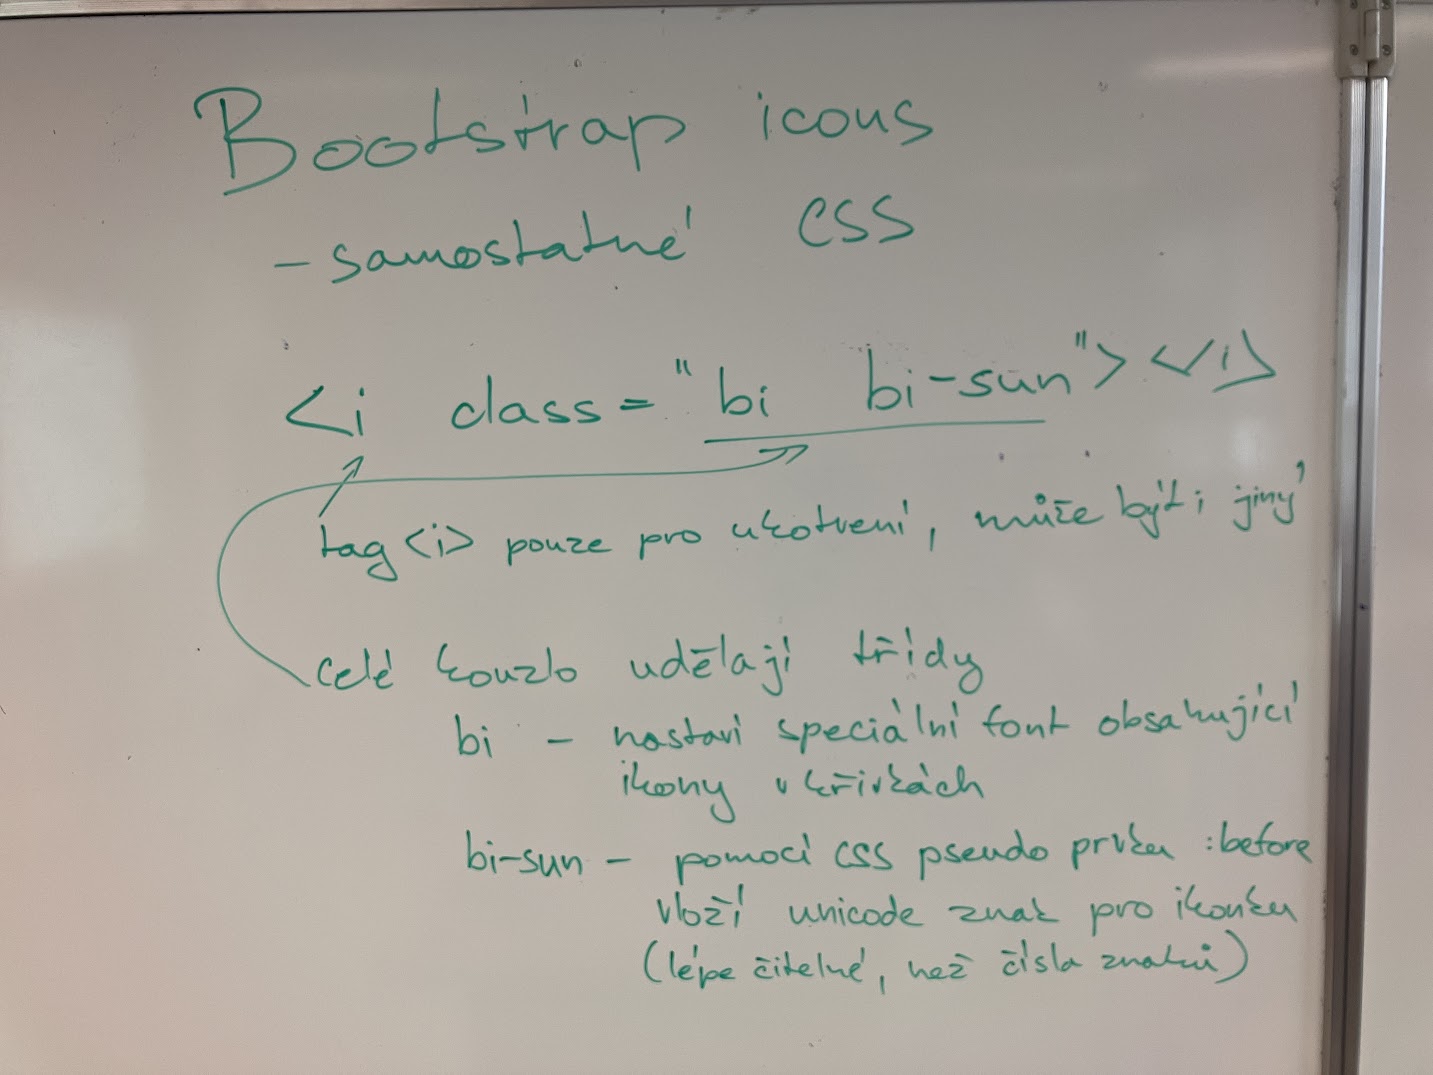 Bootstrap icons
- samostatné CSS
<i class="bi bi-sun"></i>
tag <i> pouze pro ukotvení, může být i jiný
celé kouzlo udělají třídy
bi - nastaví speciální font obsahující
ikony v křivkách
bi-sun - pomocí CSS pseudo prvku :before
vloží unicode znak pro ikonku
(lépe čitelné, než čísla znaků)